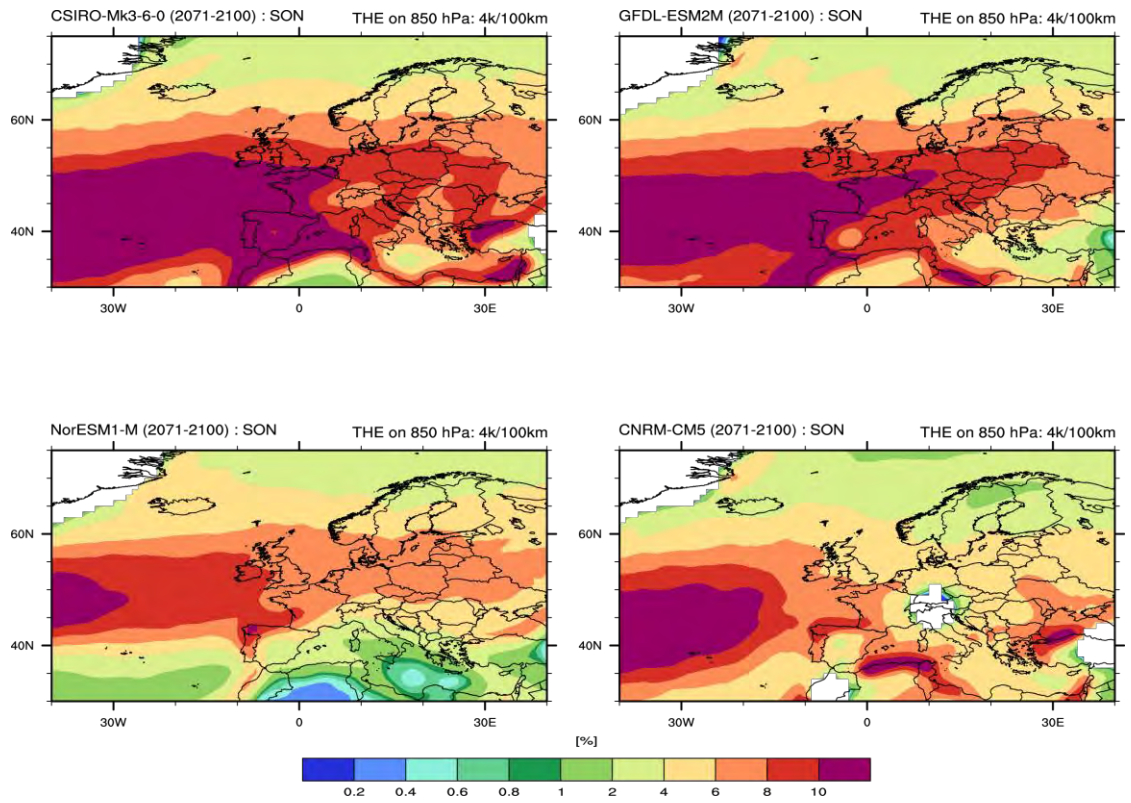 CSIRO-Mk3-6-0 (2071-2100) : SON THE on 850 hPa: 4k/100km
60N
40N
30W 0 30E
GFDL-ESM2M (2071-2100) : SON THE on 850 hPa: 4k/100km
60N
40N
30W 0 30E
NorESM1-M (2071-2100) : SON THE on 850 hPa: 4k/100km
60N
40N
30W 0 30E
CNRM-CM5 (2071-2100) : SON THE on 850 hPa: 4k/100km
60N
40N
30W 0 30E
[%]
0.2 0.4 0.6 0.8 1 2 4 6 8 10